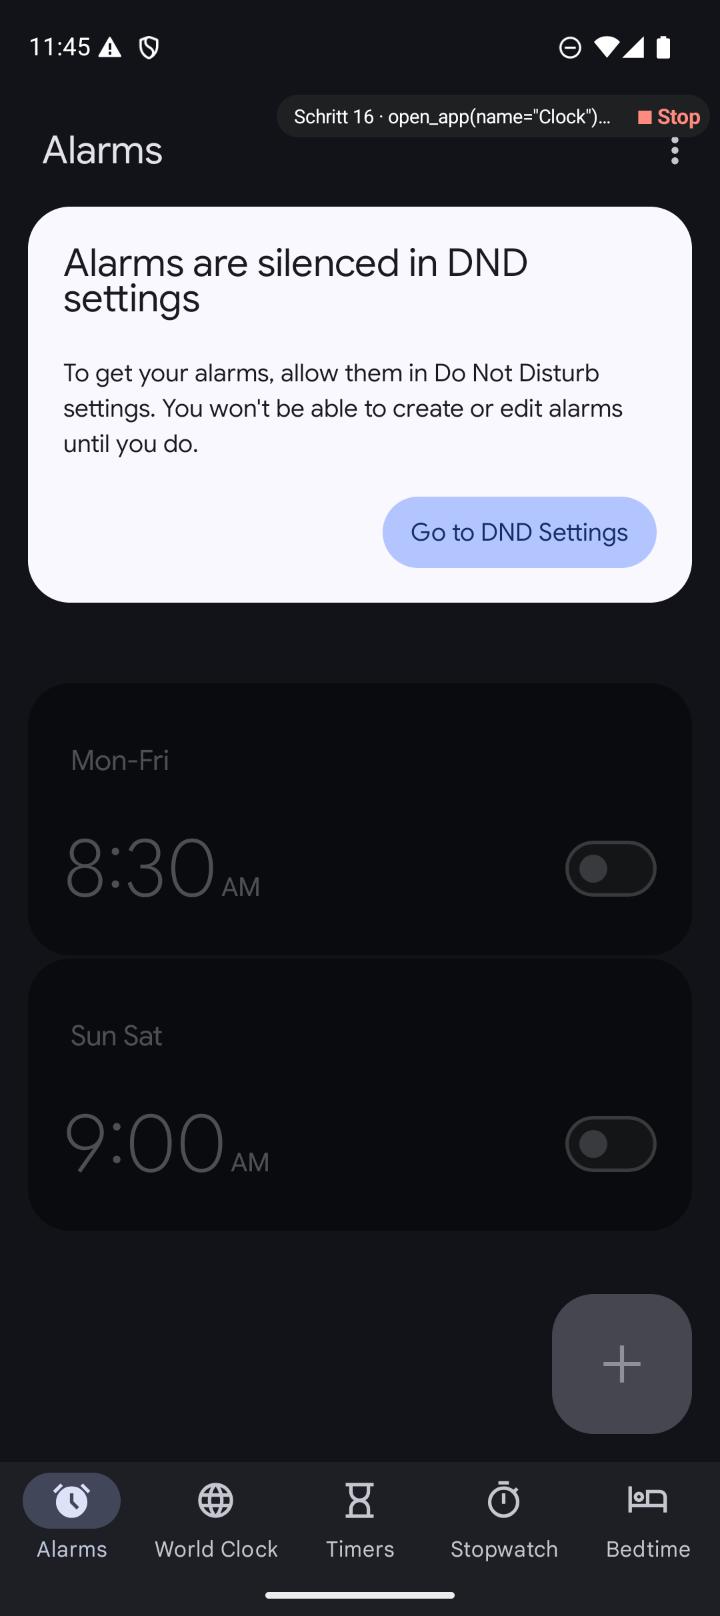 11:45
Schritt 16 · open_app(name="Clock")... Stop
Alarms
Alarms are silenced in DND
settings
To get your alarms, allow them in Do Not Disturb
settings. You won't be able to create or edit alarms
until you do.
Go to DND Settings
Mon-Fri
8:30 AM
Sun Sat
9:00 AM
Alarms World Clock Timers Stopwatch Bedtime